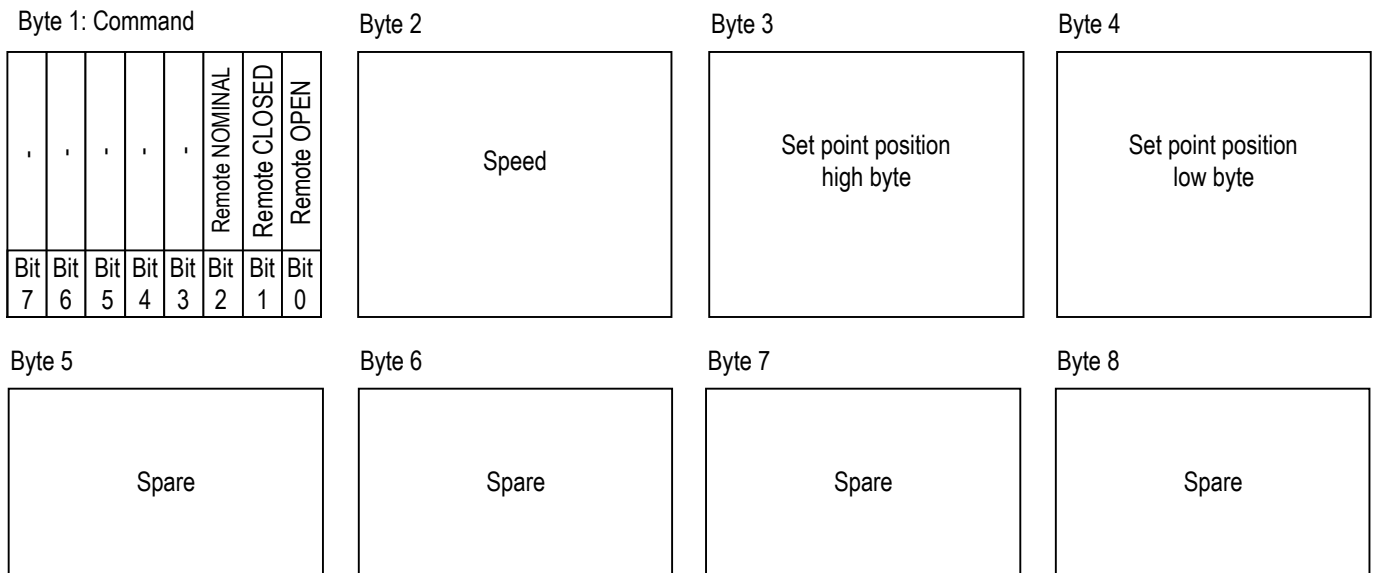 Byte 1: Command
Byte 2
Byte 3
Byte 4
-
-
-
-
-
Remote NOMINAL
Remote CLOSED
Remote OPEN
Speed
Set point position
high byte
Set point position
low byte
Bit Bit Bit Bit Bit Bit Bit Bit
7 6 5 4 3 2 1 0
Byte 5
Byte 6
Byte 7
Byte 8
Spare
Spare
Spare
Spare